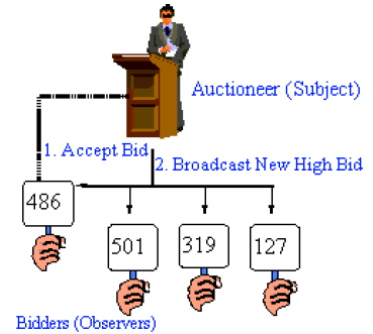 Auctioneer (Subject)
1. Accept Bid
2. Broadcast New High Bid
486
501
319
127
Bidders (Observers)